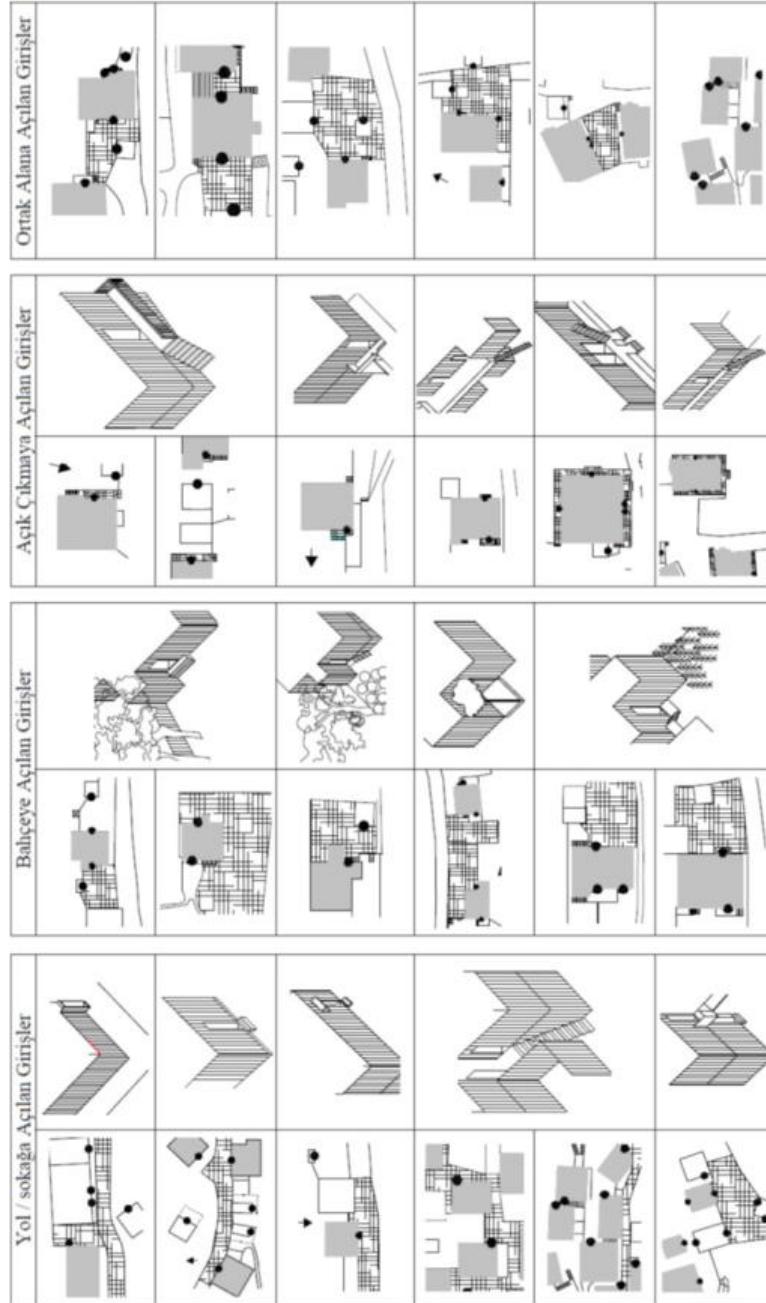 Yol / sokağa Açılan Girişler
Bahçeye Açılan Girişler
Açık Çıkmaya Açılan Girişler
Ortak Alana Açılan Girişler